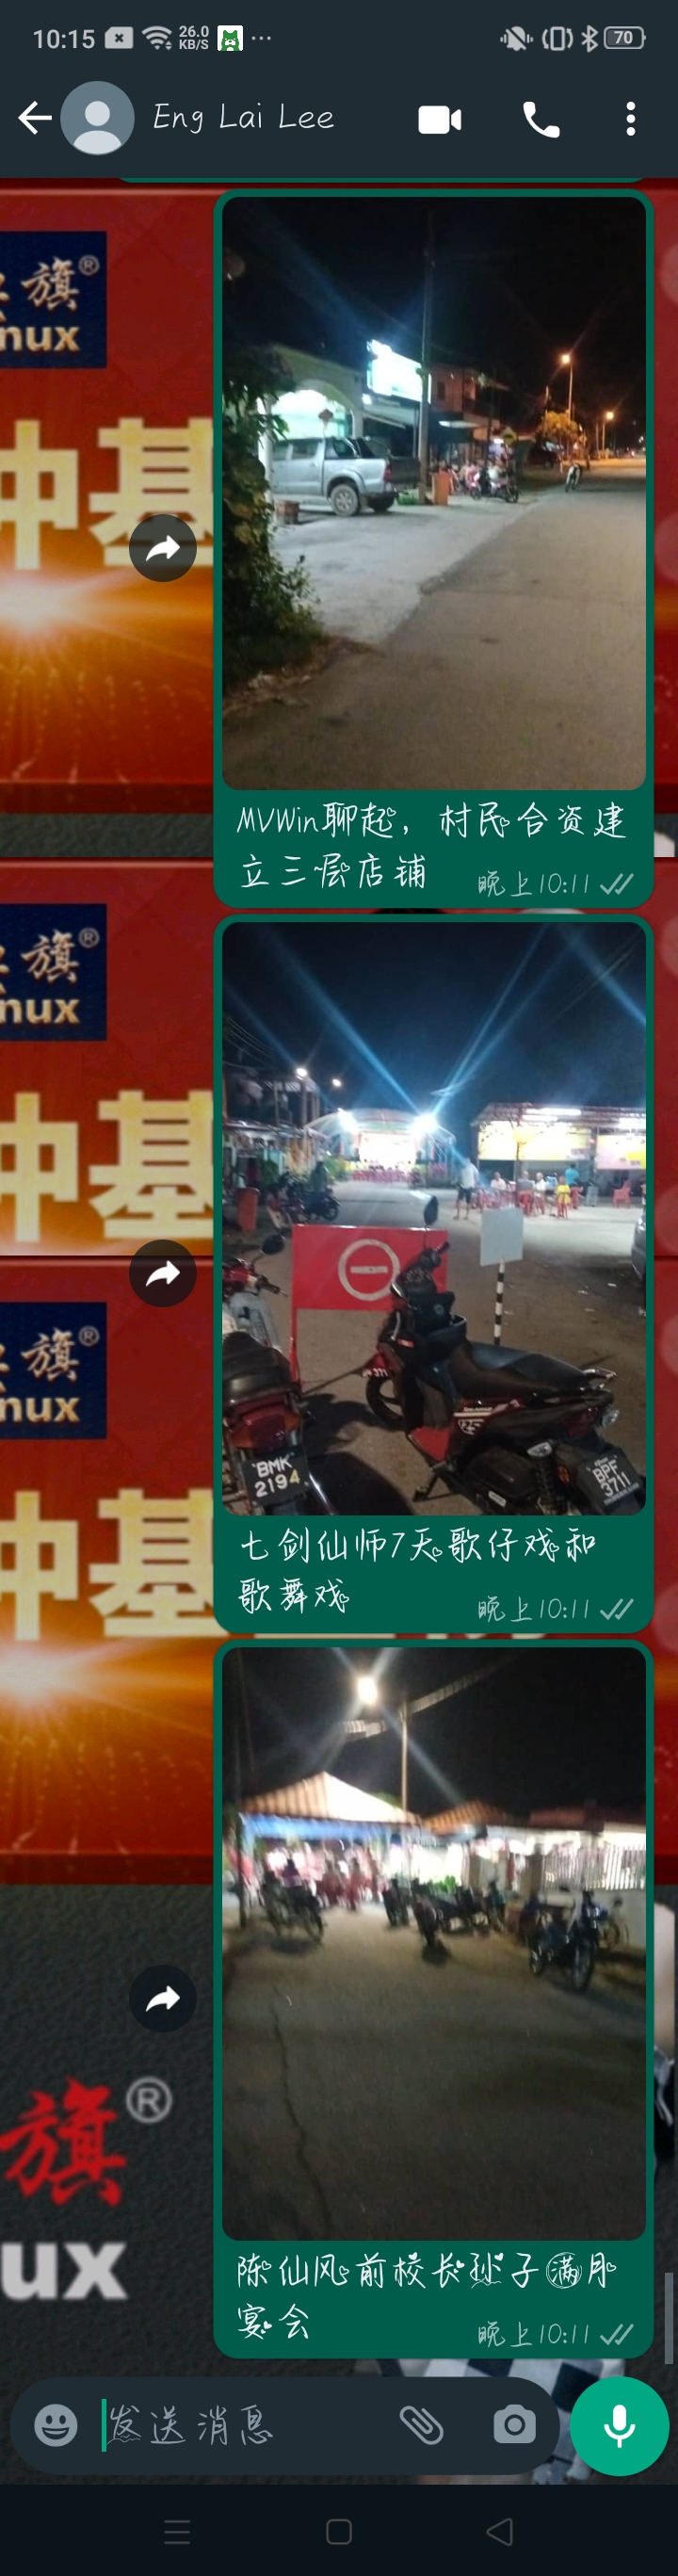 10:15
26.0
KB/S
70
Eng Lai Lee
旗®
nux
冲基
MVWin聊起，村民合资建
立三层店铺
晚上10:11
旗®
nux
冲基
旗®
nux
冲基
BMK
2194
BPF
3711
七剑仙师7天歌仔戏和
歌舞戏
晚上10:11
旗®
ux
陈仙风前校长孙子满月
宴会
晚上10:11
发送消息